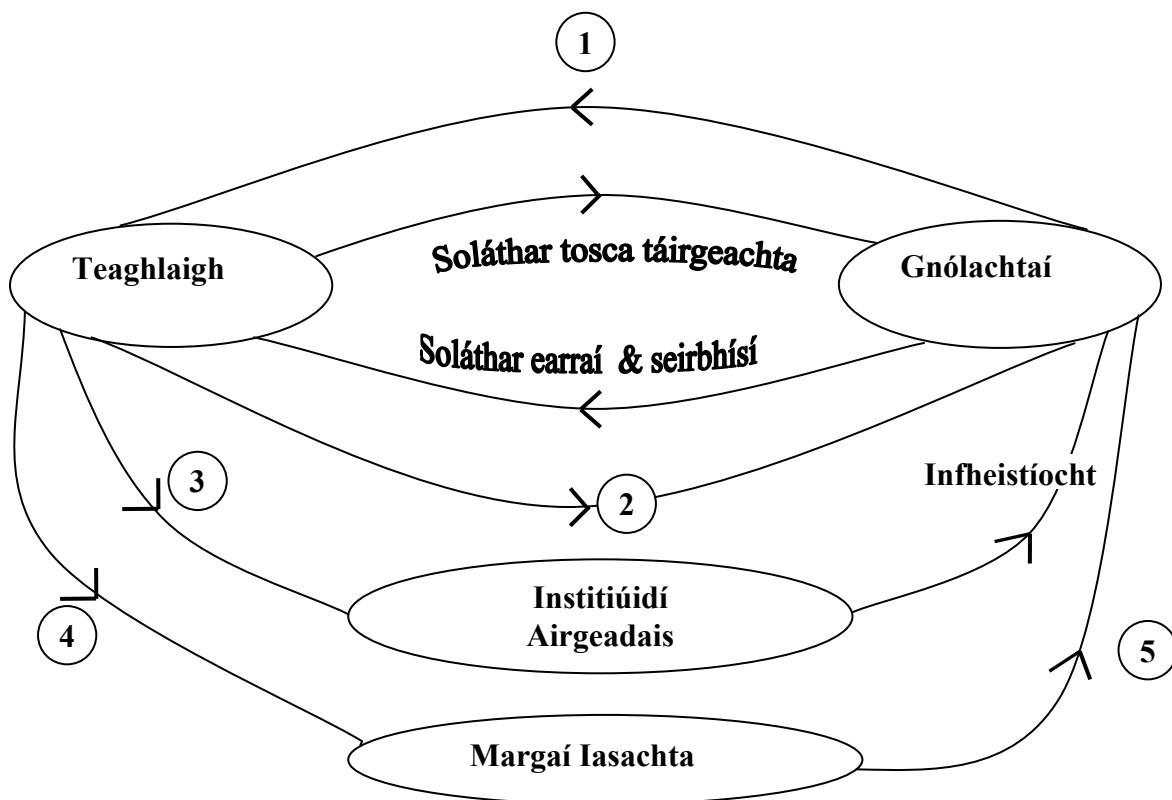 1
Teaghlaigh
Soláthar tosca táirgeachta
Gnólachtaí
Soláthar earraí & seirbhísí
3
2
Infheistíocht
Institiúidí
Airgeadais
4
5
Margaí Iasachta